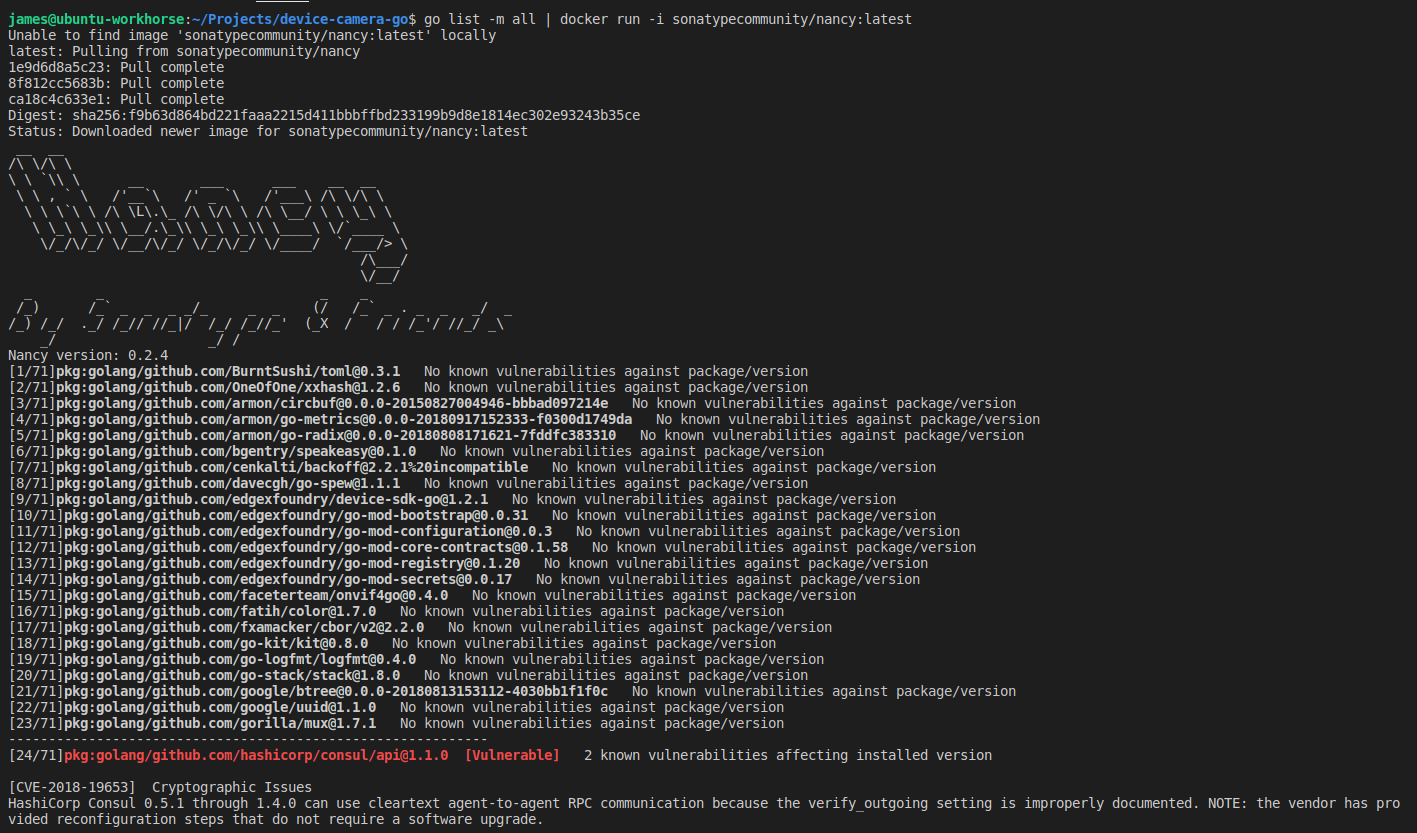 james@ubuntu-workhorse:~/Projects/device-camera-go$ go list -m all | docker run -i sonatypecommunity/nancy:latest
Unable to find image 'sonatypecommunity/nancy:latest' locally
latest: Pulling from sonatypecommunity/nancy
1e9d6d8a5c23: Pull complete
8f812cc5683b: Pull complete
ca18c4c633e1: Pull complete
Digest: sha256:f9b63d864bd221faaa2215d411bbbffbd233199b9d8e1814ec302e93243b35ce
Status: Downloaded newer image for sonatypecommunity/nancy:latest
 __  __
/\ \/\ \
\ \ `\\ \      __       ___      ___    __  __
 \ \ , ` \   /'__`\   /' _ `\   /'___\ /\ \/\ \
  \ \ \`\ \ /\ \L\.\_ /\ \/\ \ /\ \__/ \ \ \_\ \
   \ \_\ \_\\ \__/.\_\\ \_\ \_\\ \____\ \/`____ \
    \/_/\/_/ \/__/\/_/ \/_/\/_/ \/____/  `/___/> \
                                            /\___/
                                            \/__/
  _        _                           _    _
 /_)      /_` _  _  _ _/_     _  _    (/   /_` _ . _  _   _/  _
/_) /_/  ._/ /_// //_|/  /_/ /_//_'  (_X  /   / / /_'/ //_/ _\
    _/                   _/ /
Nancy version: 0.2.4
[1/71]pkg:golang/github.com/BurntSushi/toml@0.3.1   No known vulnerabilities against package/version
[2/71]pkg:golang/github.com/OneOfOne/xxhash@1.2.6   No known vulnerabilities against package/version
[3/71]pkg:golang/github.com/armon/circbuf@0.0.0-20150827004946-bbbad097214e   No known vulnerabilities against package/version
[4/71]pkg:golang/github.com/armon/go-metrics@0.0.0-20180917152333-f0300d1749da   No known vulnerabilities against package/version
[5/71]pkg:golang/github.com/armon/go-radix@0.0.0-20180808171621-7fddfc383310   No known vulnerabilities against package/version
[6/71]pkg:golang/github.com/bgentry/speakeasy@0.1.0   No known vulnerabilities against package/version
[7/71]pkg:golang/github.com/cenkalti/backoff@2.2.1%20incompatible   No known vulnerabilities against package/version
[8/71]pkg:golang/github.com/davecgh/go-spew@1.1.1   No known vulnerabilities against package/version
[9/71]pkg:golang/github.com/edgexfoundry/device-sdk-go@1.2.1   No known vulnerabilities against package/version
[10/71]pkg:golang/github.com/edgexfoundry/go-mod-bootstrap@0.0.31   No known vulnerabilities against package/version
[11/71]pkg:golang/github.com/edgexfoundry/go-mod-configuration@0.0.3   No known vulnerabilities against package/version
[12/71]pkg:golang/github.com/edgexfoundry/go-mod-core-contracts@0.1.58   No known vulnerabilities against package/version
[13/71]pkg:golang/github.com/edgexfoundry/go-mod-registry@0.1.20   No known vulnerabilities against package/version
[14/71]pkg:golang/github.com/edgexfoundry/go-mod-secrets@0.0.17   No known vulnerabilities against package/version
[15/71]pkg:golang/github.com/faceterteam/onvif4go@0.4.0   No known vulnerabilities against package/version
[16/71]pkg:golang/github.com/fatih/color@1.7.0   No known vulnerabilities against package/version
[17/71]pkg:golang/github.com/fxamacker/cbor/v2@2.2.0   No known vulnerabilities against package/version
[18/71]pkg:golang/github.com/go-kit/kit@0.8.0   No known vulnerabilities against package/version
[19/71]pkg:golang/github.com/go-logfmt/logfmt@0.4.0   No known vulnerabilities against package/version
[20/71]pkg:golang/github.com/go-stack/stack@1.8.0   No known vulnerabilities against package/version
[21/71]pkg:golang/github.com/google/btree@0.0.0-20180813153112-4030bb1f1f0c   No known vulnerabilities against package/version
[22/71]pkg:golang/github.com/google/uuid@1.1.0   No known vulnerabilities against package/version
[23/71]pkg:golang/github.com/gorilla/mux@1.7.1   No known vulnerabilities against package/version
------------------------------------------------------------
[24/71]pkg:golang/github.com/hashicorp/consul/api@1.1.0  [Vulnerable]   2 known vulnerabilities affecting installed version
[CVE-2018-19653]  Cryptographic Issues
HashiCorp Consul 0.5.1 through 1.4.0 can use cleartext agent-to-agent RPC communication because the verify_outgoing setting is improperly documented. NOTE: the vendor has pro
vided reconfiguration steps that do not require a software upgrade.